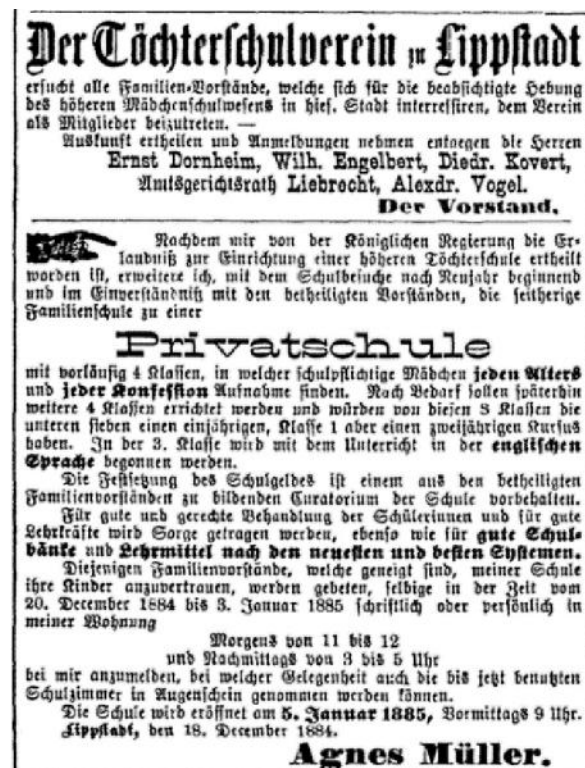 Der Töchterschulverein zu Lippstadt
ersucht alle Familien-Vorstände, welche sich für die beabsichtigte Hebung
des höheren Mädchenschulwesens in hies. Stadt interressiren, dem Verein
als Mitglieder beizutreten. —
Auskunft ertheilen und Anmeldungen nehmen entgegen die Herren
Ernst Dornheim, Wilh. Engelbert, Diedr. Kovert,
Amtsgerichtsrath Liebrecht, Alexdr. Vogel.
Der Vorstand.
Nachdem mir von der Königlichen Regierung die Er-
laubniß zur Einrichtung einer höheren Töchterschule ertheilt
worden ist, erweitere ich, mit dem Schulbesuche nach Neujahr beginnend
und im Einverständniß mit den betheiligten Vorständen, die seitherige
Familienschule zu einer
Privatschule
mit vorläufig 4 Klassen, in welcher schulpflichtige Mädchen jeden Alters
und jeder Konfession Aufnahme finden. Nach Bedarf sollen späterhin
weitere 4 Klassen errichtet werden und würden von diesen 8 Klassen die
unteren sieben einen einjährigen, Klasse 1 aber einen zweijährigen Kursus
haben. In der 3. Klasse wird mit dem Unterricht in der englischen
Sprache begonnen werden.
Die Festsetzung des Schulgeldes ist einem aus den betheiligten
Familienvorständen zu bildenden Curatorium der Schule vorbehalten.
Für gute und gerechte Behandlung der Schülerinnen und für gute
Lehrkräfte wird Sorge getragen werden, ebenso wie für gute Schul-
bänke und Lehrmittel nach den neuesten und besten Systemen.
Diejenigen Familienvorstände, welche geneigt sind, meiner Schule
ihre Kinder anzuvertrauen, werden gebeten, selbige in der Zeit vom
20. December 1884 bis 3. Januar 1885 schriftlich oder persönlich in
meiner Wohnung
Morgens von 11 bis 12
und Nachmittags von 3 bis 5 Uhr
bei mir anzumelden, bei welcher Gelegenheit auch die bis jetzt benutzten
Schulzimmer in Augenschein genommen werden können.
Die Schule wird eröffnet am 5. Januar 1885, Vormittags 9 Uhr.
Lippstadt, den 18. December 1884.
Agnes Müller.